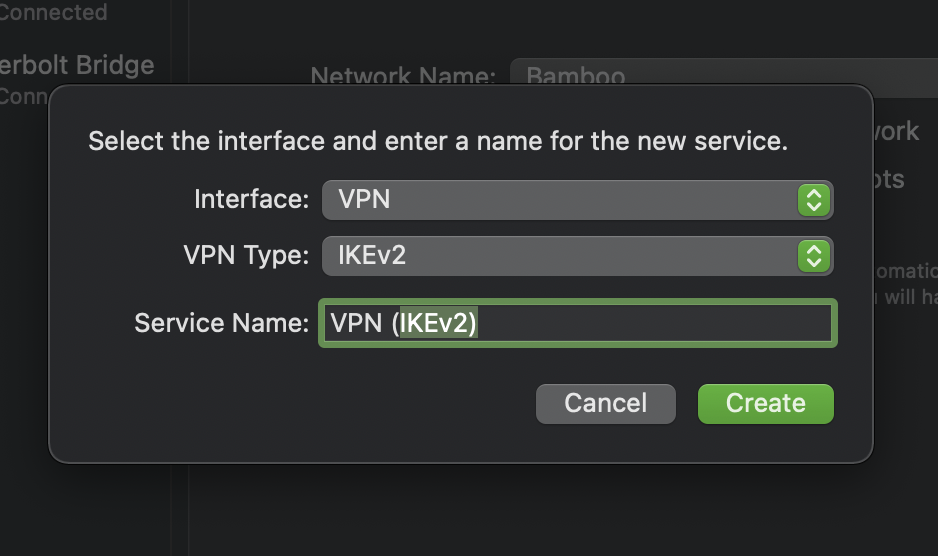 Connected
erbolt Bridge
Conn
Network Name: Bamboo
Select the interface and enter a name for the new service.
work
Interface: VPN
ots
VPN Type: IKEv2
omatic
will ha
Service Name: VPN (IKEv2)
Cancel Create